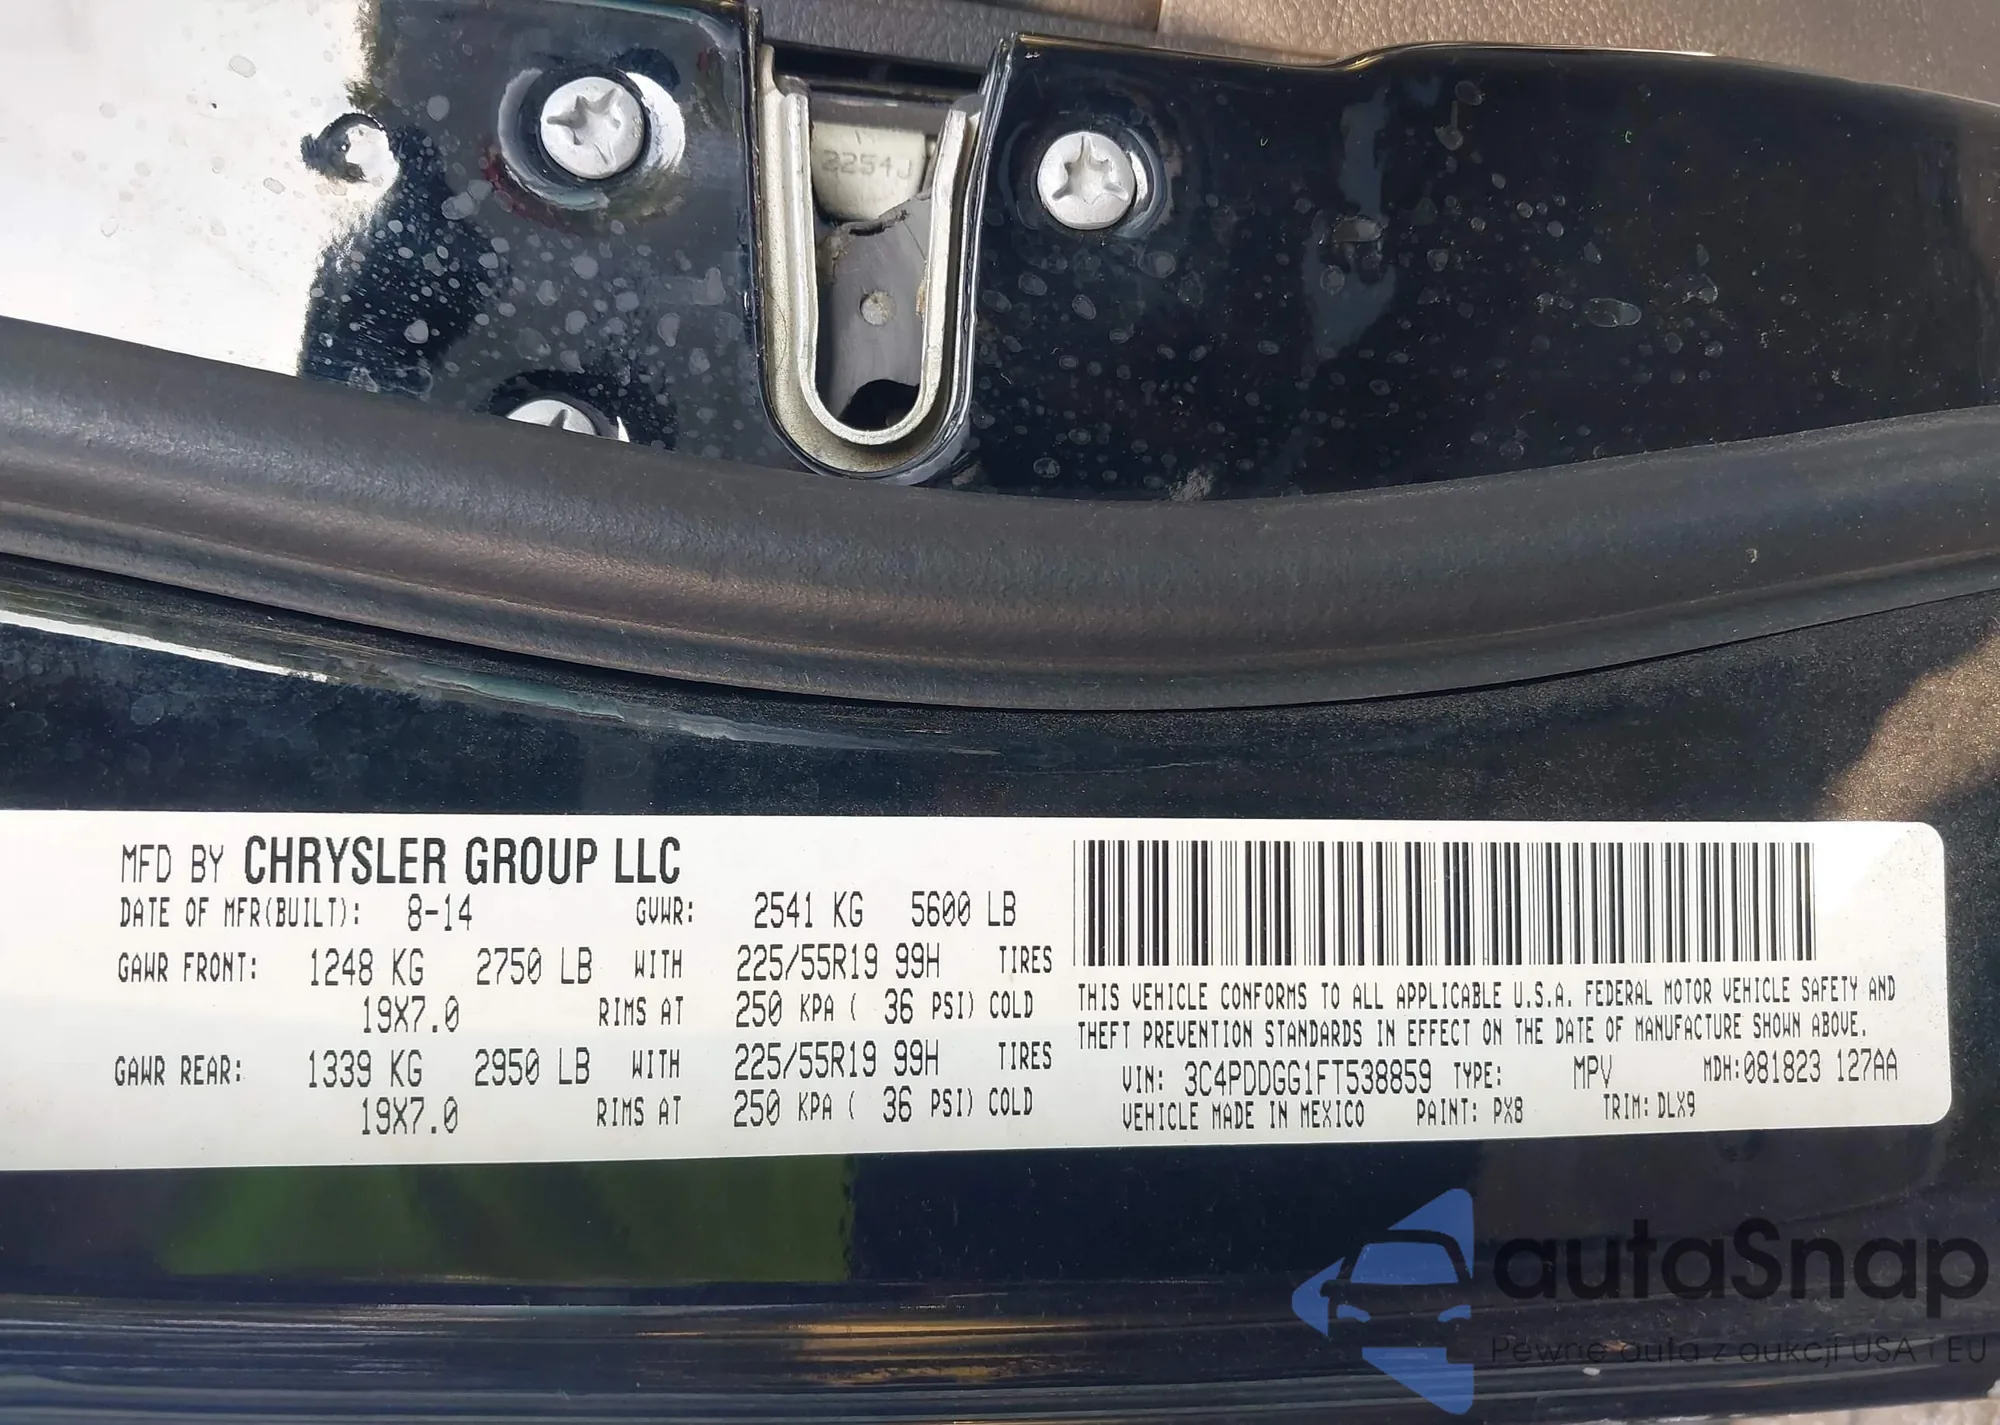 2254J
MFD BY CHRYSLER GROUP LLC
DATE OF MFR(BUILT): 8-14 GVWR: 2541 KG 5600 LB
GAWR FRONT: 1248 KG 2750 LB WITH 225/55R19 99H TIRES
19X7.0 RIMS AT 250 KPA ( 36 PSI) COLD
GAWR REAR: 1339 KG 2950 LB WITH 225/55R19 99H TIRES
19X7.0 RIMS AT 250 KPA ( 36 PSI) COLD
THIS VEHICLE CONFORMS TO ALL APPLICABLE U.S.A. FEDERAL MOTOR VEHICLE SAFETY AND
THEFT PREVENTION STANDARDS IN EFFECT ON THE DATE OF MANUFACTURE SHOWN ABOVE.
VIN: 3C4PDDGG1FT538859 TYPE: MPV MDH:081823 127AA
VEHICLE MADE IN MEXICO PAINT: PX8 TRIM: DLX9
autaSnap
Pewne auta z aukcji USA i EU